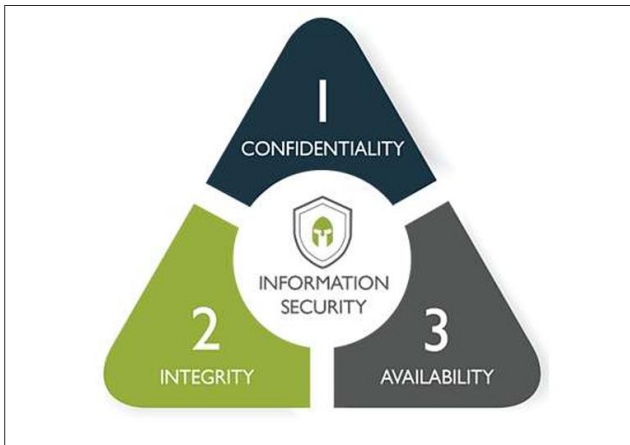 1
CONFIDENTIALITY
INFORMATION
SECURITY
2
INTEGRITY
3
AVAILABILITY